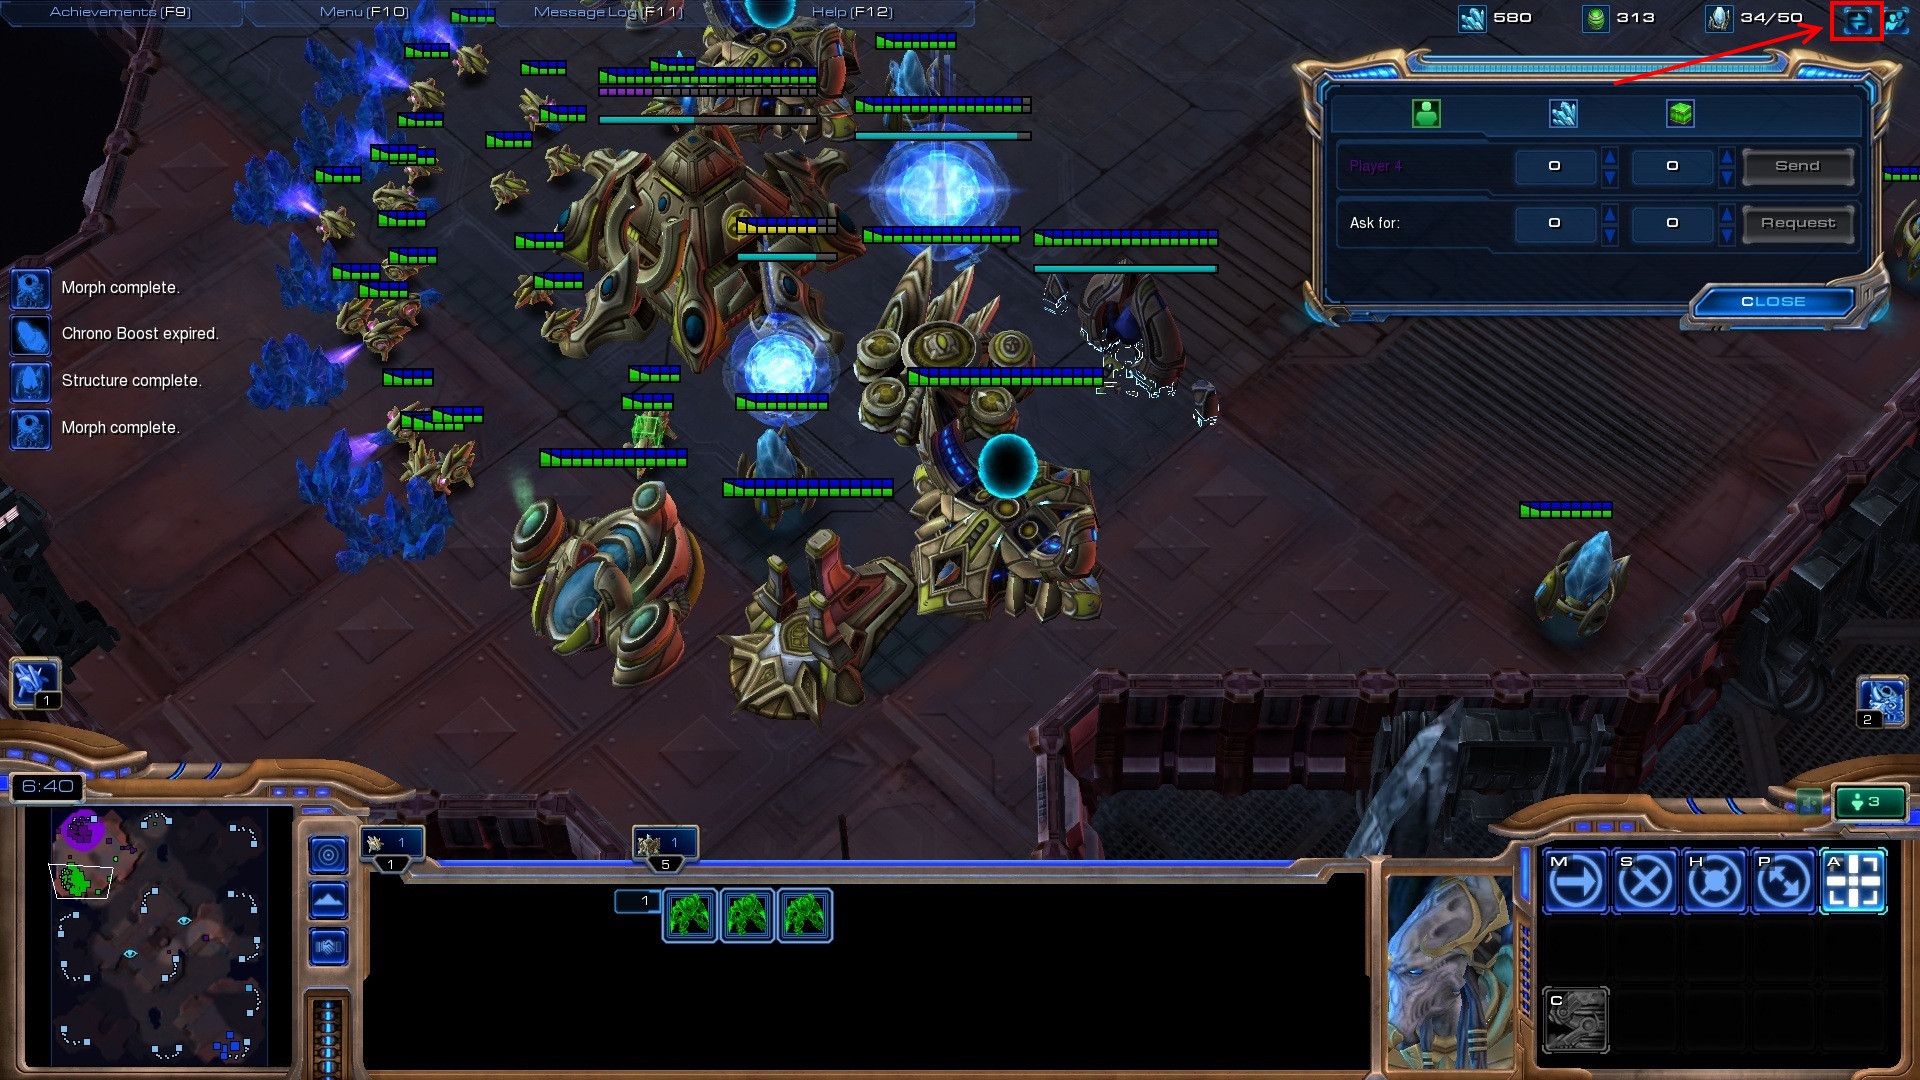 Achievements (F9) Menu (F10) Message Log (F11) Help (F12)
580 313 34/50
Player 4 0 0 Send
Ask for: 0 0 Request
CLOSE
Morph complete.
Chrono Boost expired.
Structure complete.
Morph complete.
1
2
6:40
3
1
1
1
5
1
M S H P A
C